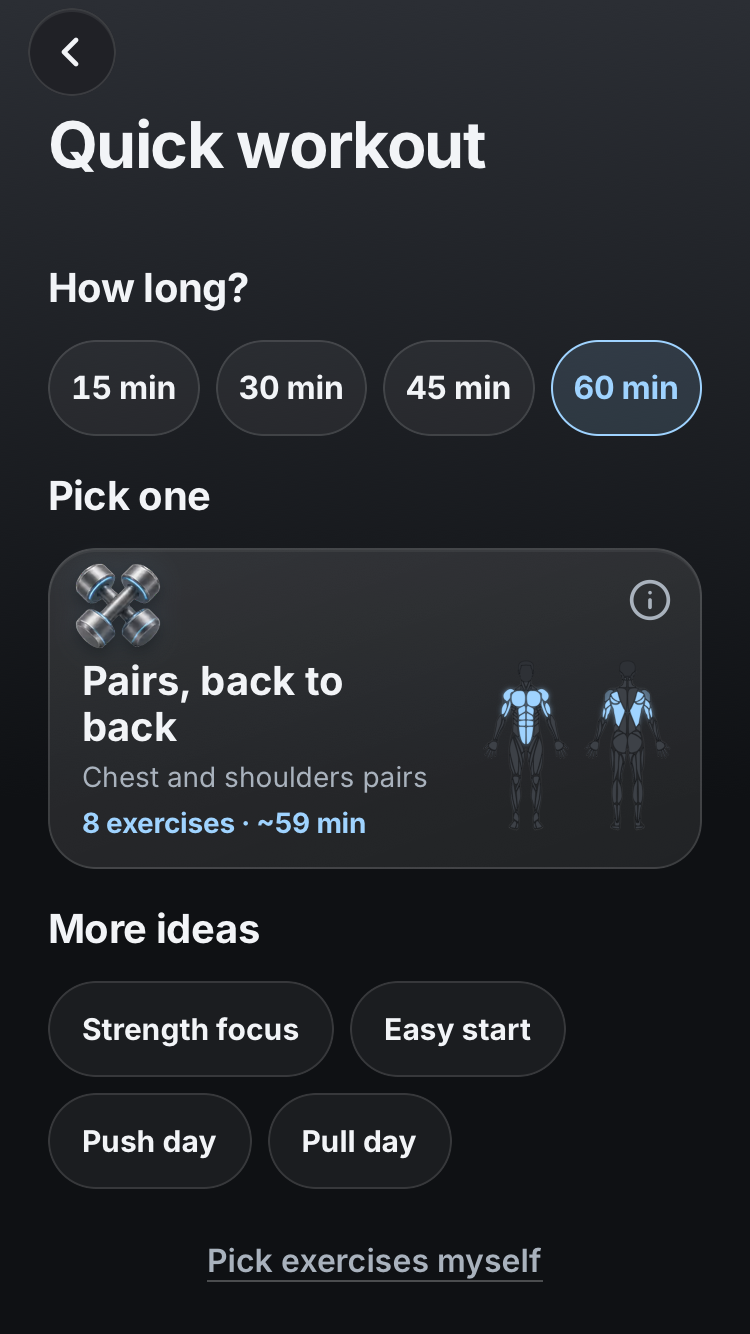 Quick workout
How long?
15 min 30 min 45 min 60 min
Pick one
Pairs, back to
back
Chest and shoulders pairs
8 exercises · ~59 min
More ideas
Strength focus Easy start
Push day Pull day
Pick exercises myself